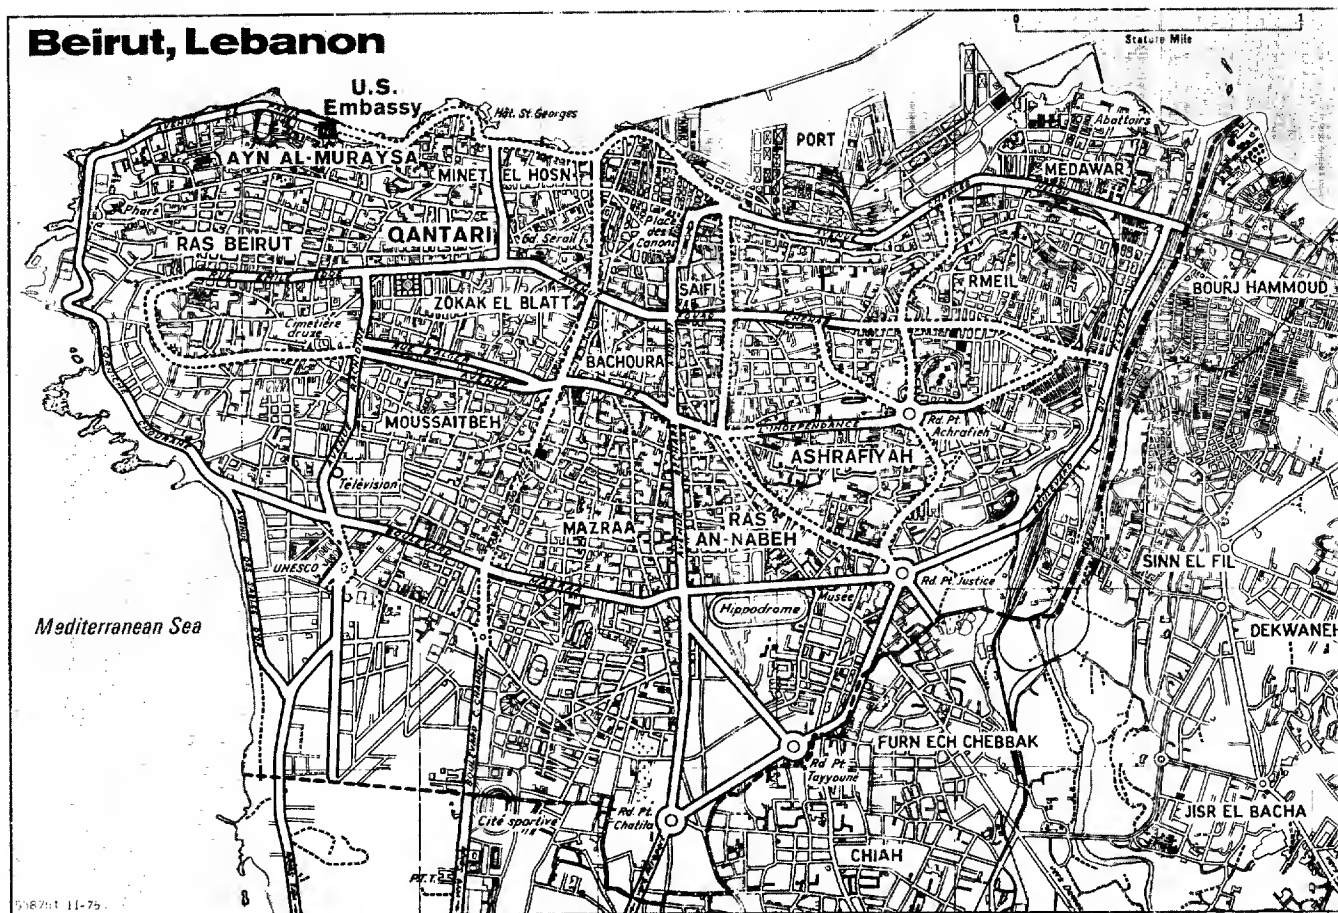 Beirut, Lebanon
0 1
Statute Mile
U.S.
Embassy
Hôt. St. Georges
PORT
Abattoirs
AYN AL-MURAYSA
MINET EL HOSN
MEDAWAR
Phare
Place
des
Canons
RAS BEIRUT
QANTARI
Gd. Serail
SAIFI
RMEIL
BOURJ HAMMOUD
ZOKAK EL BLATT
Cimetière
druze
BACHOURA
MOUSSAITBEH
INDEPENDANCE
Rd. Pt.
Achrafieh
ASHRAFIYAH
Télévision
MAZRAA
RAS
AN-NABEH
UNESCO
BOULEVARD
SINN EL FIL
Rd Pt. Justice
Musée
Hippodrome
Mediterranean Sea
DEKWANEH
FURN ECH CHEBBAK
Rd Pt.
Tayyoune
Cité sportive
Rd. Pt.
Chatila
JISR EL BACHA
CHIAH
P.T.T.